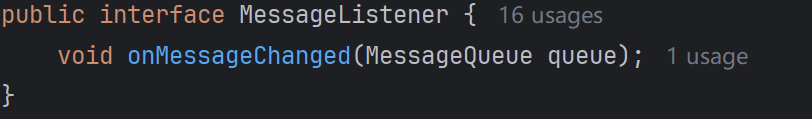 public interface MessageListener { 16 usages
void onMessageChanged(MessageQueue queue); 1 usage
}